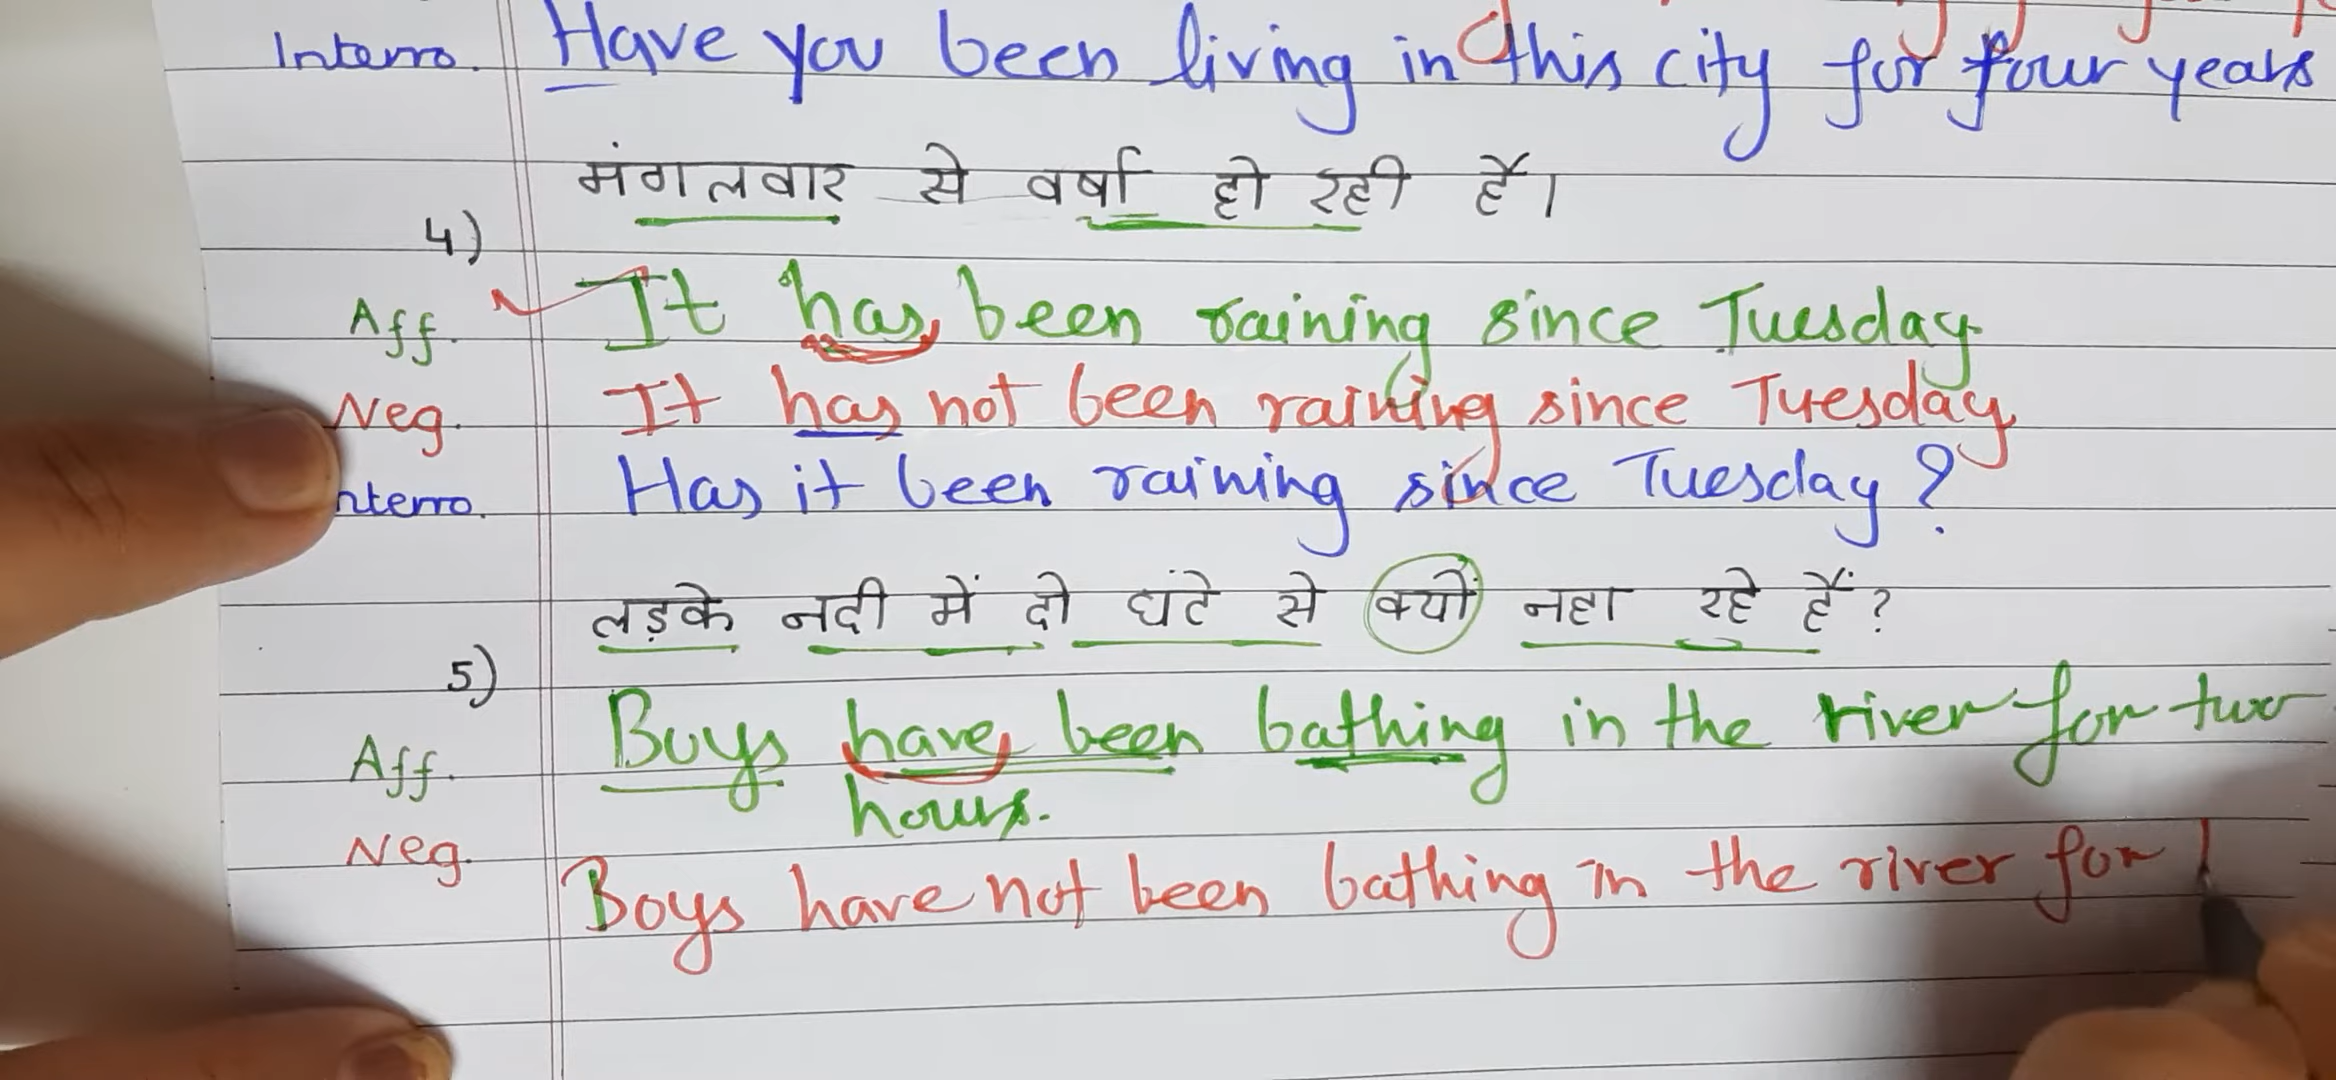 Interro. Have you been living in this city for four years
मंगलवार से वर्षा हो रही हैं।
4)
Aff. It has been raining since Tuesday.
Neg. It has not been raining since Tuesday
nterro. Has it been raining since Tuesday ?
लड़के नदी में दो घंटे से क्यों नहा रहे हैं ?
5)
Aff. Boys have been bathing in the river for two
hours.
Neg. Boys have not been bathing in the river for